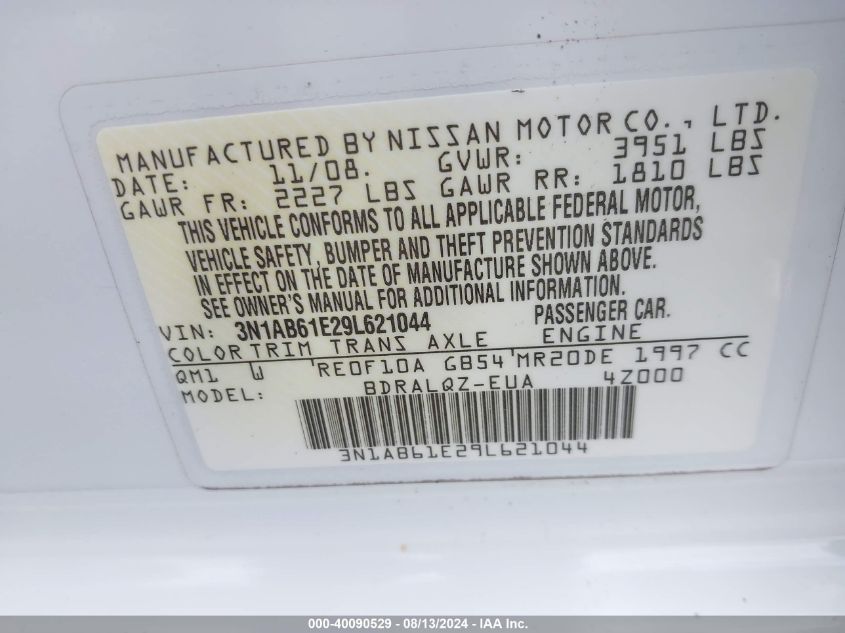 MANUFACTURED BY NISSAN MOTOR CO., LTD.
DATE: 11/08. GVWR: 3951 LBS
GAWR FR: 2227 LBS GAWR RR: 1810 LBS
THIS VEHICLE CONFORMS TO ALL APPLICABLE FEDERAL MOTOR
VEHICLE SAFETY, BUMPER AND THEFT PREVENTION STANDARDS
IN EFFECT ON THE DATE OF MANUFACTURE SHOWN ABOVE.
SEE OWNER'S MANUAL FOR ADDITIONAL INFORMATION.
VIN: 3N1AB61E29L621044 PASSENGER CAR.
COLOR TRIM TRANS AXLE ENGINE
QM1 W RE0F10A GB54 MR20DE 1997 CC
MODEL: BDRALQZ-EUA 4Z000
3N1AB61E29L621044
000-40090529 - 08/13/2024 - IAA Inc.